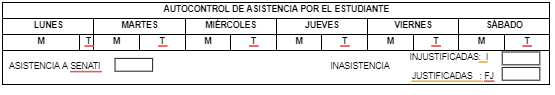 AUTOCONTROL DE ASISTENCIA POR EL ESTUDIANTE
LUNES MARTES MIÉRCOLES JUEVES VIERNES SÁBADO
M T M T M T M T M T M T
ASISTENCIA A SENATI INASISTENCIA INJUSTIFICADAS: I
JUSTIFICADAS : FJ